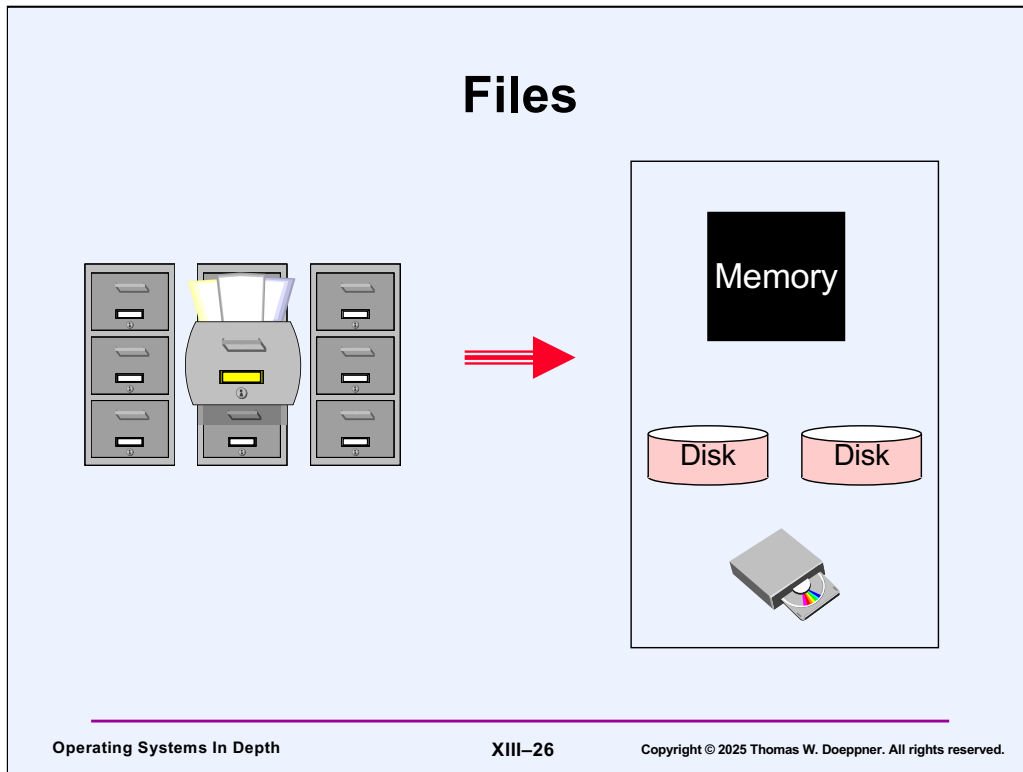 Files
Memory
Disk Disk
Operating Systems In Depth XIII–26 Copyright © 2025 Thomas W. Doeppner. All rights reserved.